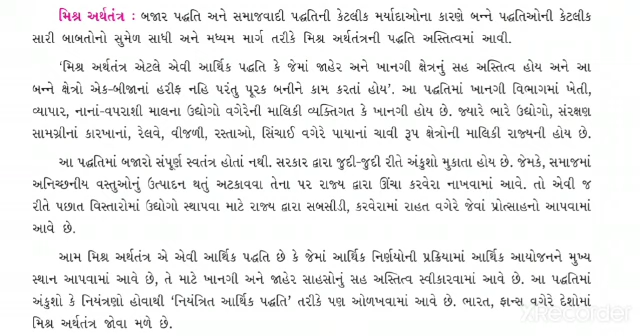 મિશ્ર અર્થતંત્ર : બજાર પદ્ધતિ અને સમાજવાદી પદ્ધતિની કેટલીક મર્યાદાઓના કારણે બન્ને પદ્ધતિઓની કેટલીક
સારી બાબતોનો સુમેળ સાધી અને મધ્યમ માર્ગ તરીકે મિશ્ર અર્થતંત્રની પદ્ધતિ અસ્તિત્વમાં આવી.
‘મિશ્ર અર્થતંત્ર એટલે એવી આર્થિક પદ્ધતિ કે જેમાં જાહેર અને ખાનગી ક્ષેત્રનું સહ અસ્તિત્વ હોય અને આ
બન્ને ક્ષેત્રો એક-બીજાનાં હરીફ નહિ પરંતુ પૂરક બનીને કામ કરતાં હોય’. આ પદ્ધતિમાં ખાનગી વિભાગમાં ખેતી,
વ્યાપાર, નાનાં-વપરાશી માલના ઉદ્યોગો વગેરેની માલિકી વ્યક્તિગત કે ખાનગી હોય છે. જ્યારે ભારે ઉદ્યોગો, સંરક્ષણ
સામગ્રીનાં કારખાનાં, રેલવે, વીજળી, રસ્તાઓ, સિંચાઈ વગેરે પાયાનાં ચાવી રૂપ ક્ષેત્રોની માલિકી રાજ્યની હોય છે.
આ પદ્ધતિમાં બજારો સંપૂર્ણ સ્વતંત્ર હોતાં નથી. સરકાર દ્વારા જુદી-જુદી રીતે અંકુશો મુકાતા હોય છે. જેમકે, સમાજમાં
અનિચ્છનીય વસ્તુઓનું ઉત્પાદન થતું અટકાવવા તેના પર રાજ્ય દ્વારા ઊંચા કરવેરા નાખવામાં આવે. તો એવી જ
રીતે પછાત વિસ્તારોમાં ઉદ્યોગો સ્થાપવા માટે રાજ્ય દ્વારા સબસીડી, કરવેરામાં રાહત વગેરે જેવાં પ્રોત્સાહનો આપવામાં
આવે છે.
આમ મિશ્ર અર્થતંત્ર એ એવી આર્થિક પદ્ધતિ છે કે જેમાં આર્થિક નિર્ણયોની પ્રક્રિયામાં આર્થિક આયોજનને મુખ્ય
સ્થાન આપવામાં આવે છે, તે માટે ખાનગી અને જાહેર સાહસોનું સહ અસ્તિત્વ સ્વીકારવામાં આવે છે. આ પદ્ધતિમાં
અંકુશો કે નિયંત્રણો હોવાથી ‘નિયંત્રિત આર્થિક પદ્ધતિ’ તરીકે પણ ઓળખવામાં આવે છે. ભારત, ફ્રાન્સ વગેરે દેશોમાં
મિશ્ર અર્થતંત્ર જોવા મળે છે.
XRecorder